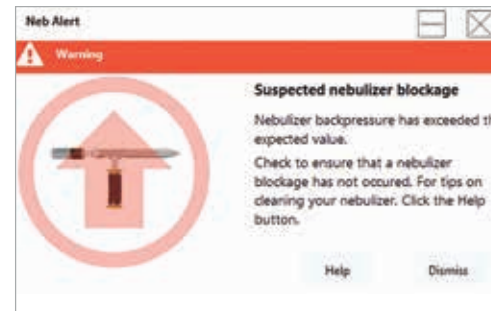 Neb Alert
Warning
Suspected nebulizer blockage
Nebulizer backpressure has exceeded th
expected value.
Check to ensure that a nebulizer
blockage has not occured. For tips on
cleaning your nebulizer. Click the Help
button.
Help Dismiss